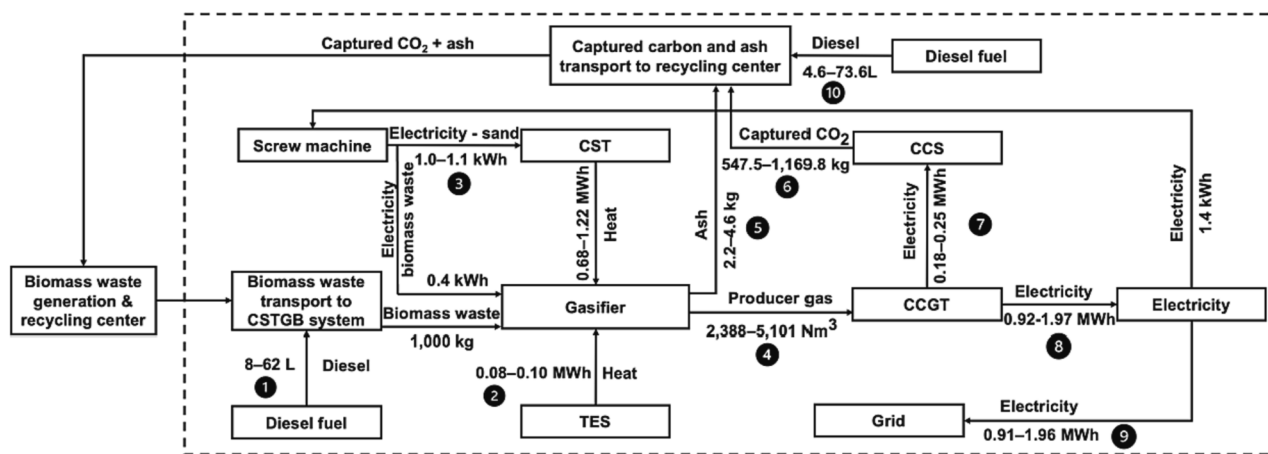 Captured CO2 + ash
Captured carbon and ash
transport to recycling center
Diesel
4.6–73.6L
10
Diesel fuel
Screw machine
Electricity - sand
1.0–1.1 kWh
3
CST
Captured CO2
547.5–1,169.8 kg
6
CCS
Electricity
biomass waste
0.68–1.22 MWh
Heat
Ash
2.2–4.6 kg
5
Electricity
0.18–0.25 MWh
7
Electricity
1.4 kWh
Biomass waste
generation &
recycling center
Biomass waste
transport to
CSTGB system
0.4 kWh
Biomass waste
1,000 kg
Gasifier
Producer gas
2,388–5,101 Nm3
4
CCGT
Electricity
0.92-1.97 MWh
8
Electricity
8–62 L
1
Diesel
Diesel fuel
0.08–0.10 MWh
2
Heat
TES
Grid
Electricity
0.91–1.96 MWh
9